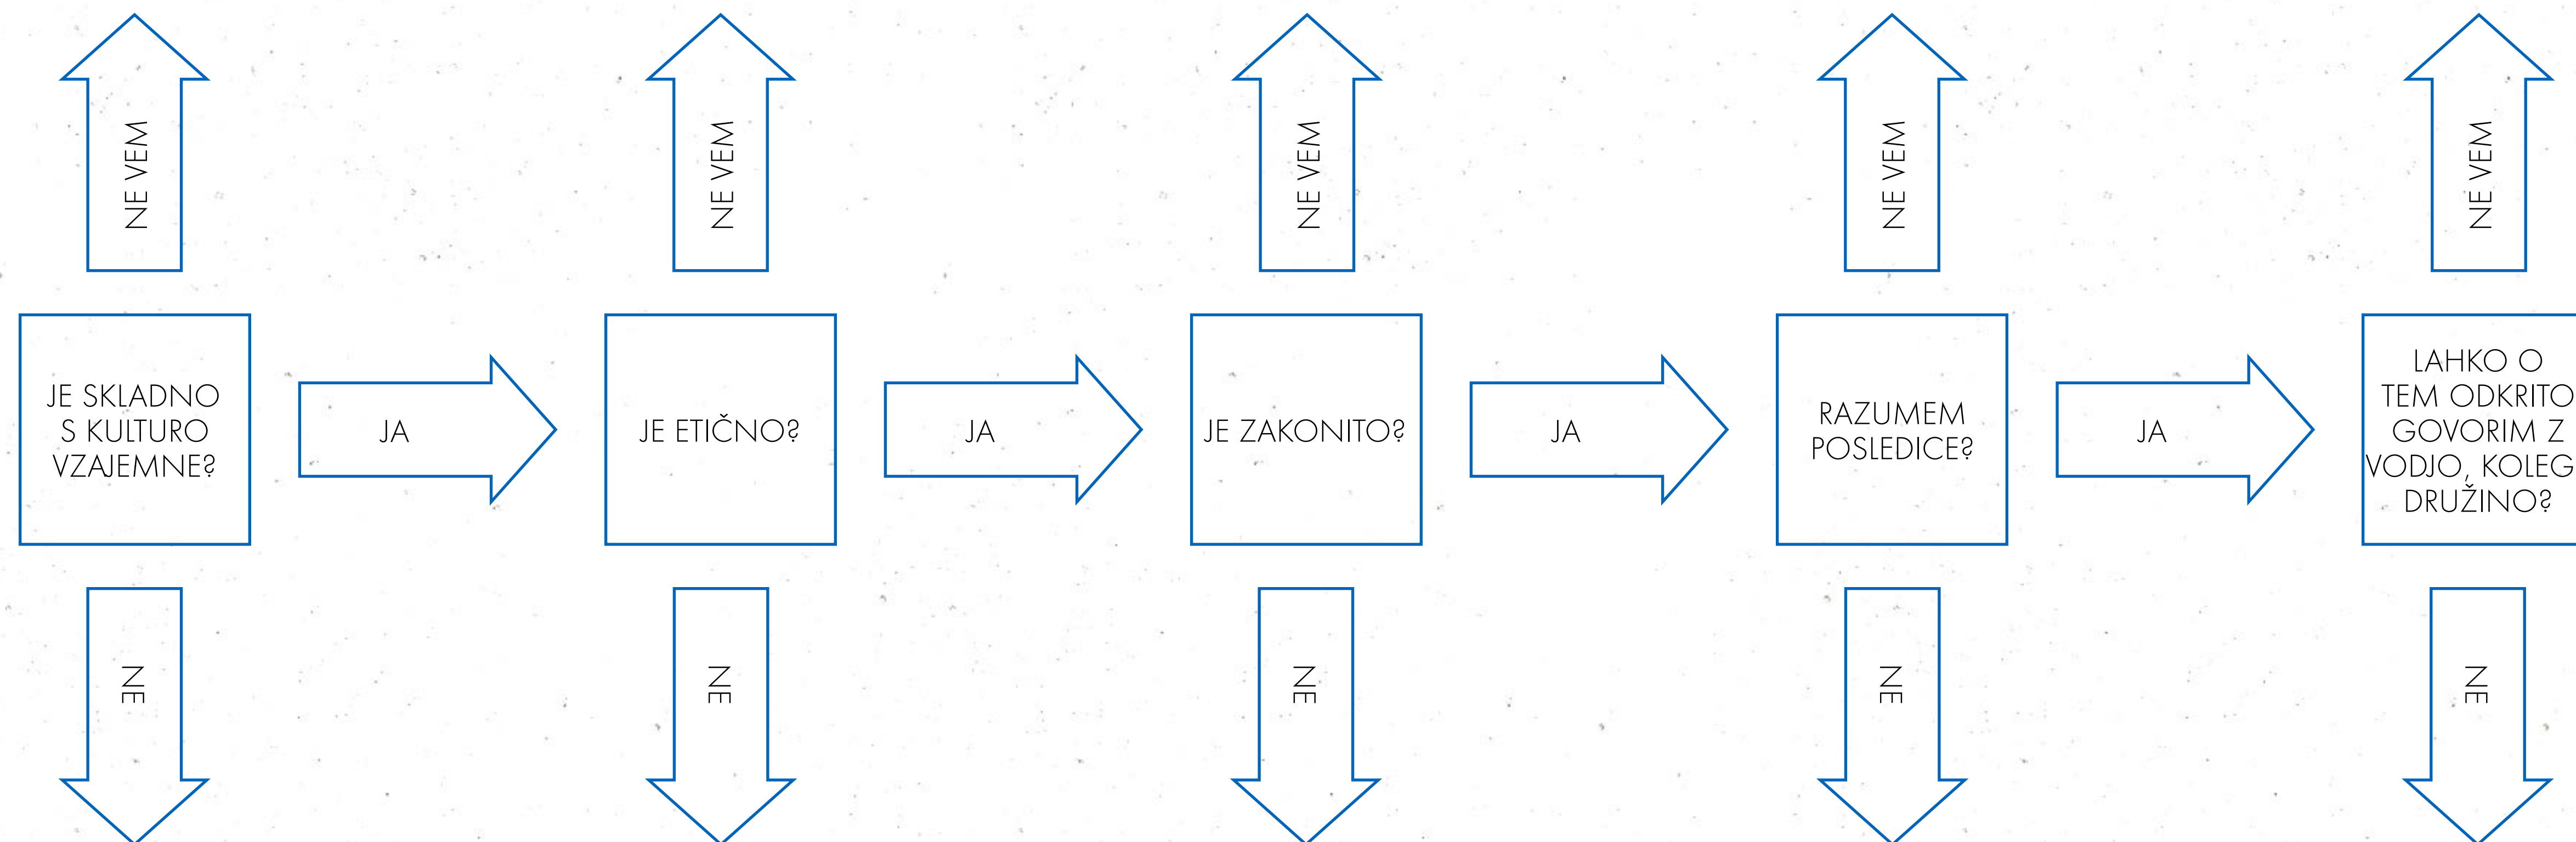 NE VEM
NE VEM
NE VEM
NE VEM
NE VEM
JE SKLADNO
S KULTURO
VZAJEMNE?
JA
JE ETIČNO?
JA
JE ZAKONITO?
JA
RAZUMEM
POSLEDICE?
JA
LAHKO O
TEM ODKRITO
GOVORIM Z
VODJO, KOLEG
DRUŽINO?
NE
NE
NE
NE
NE